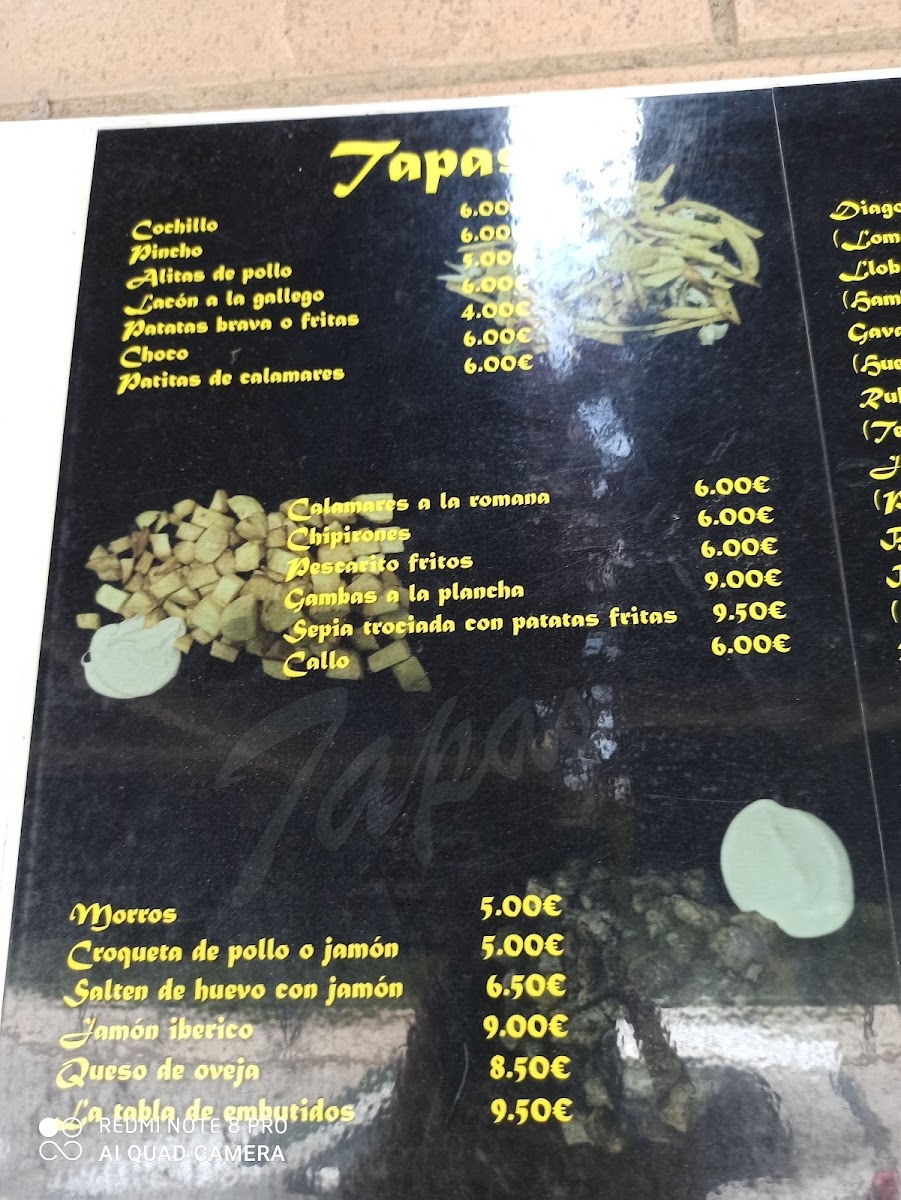 Tapas
Cochillo 6.00
Pincho 6.00
Alitas de pollo 5.00
Lacón a la gallego 6.00€
Patatas brava o fritas 4.00€
Choco 6.00€
Patitas de calamares 6.00€
Calamares a la romana 6.00€
Chipirones 6.00€
Pescarito fritos 6.00€
Gambas a la plancha 9.00€
Sepia trociada con patatas fritas 9.50€
Callo 6.00€
Tapas
Morros 5.00€
Croqueta de pollo o jamón 5.00€
Salten de huevo con jamón 6.50€
Jamón iberico 9.00€
Queso de oveja 8.50€
La tabla de embutidos 9.50€
REDMI NOTE 8 PRO
AI QUAD CAMERA